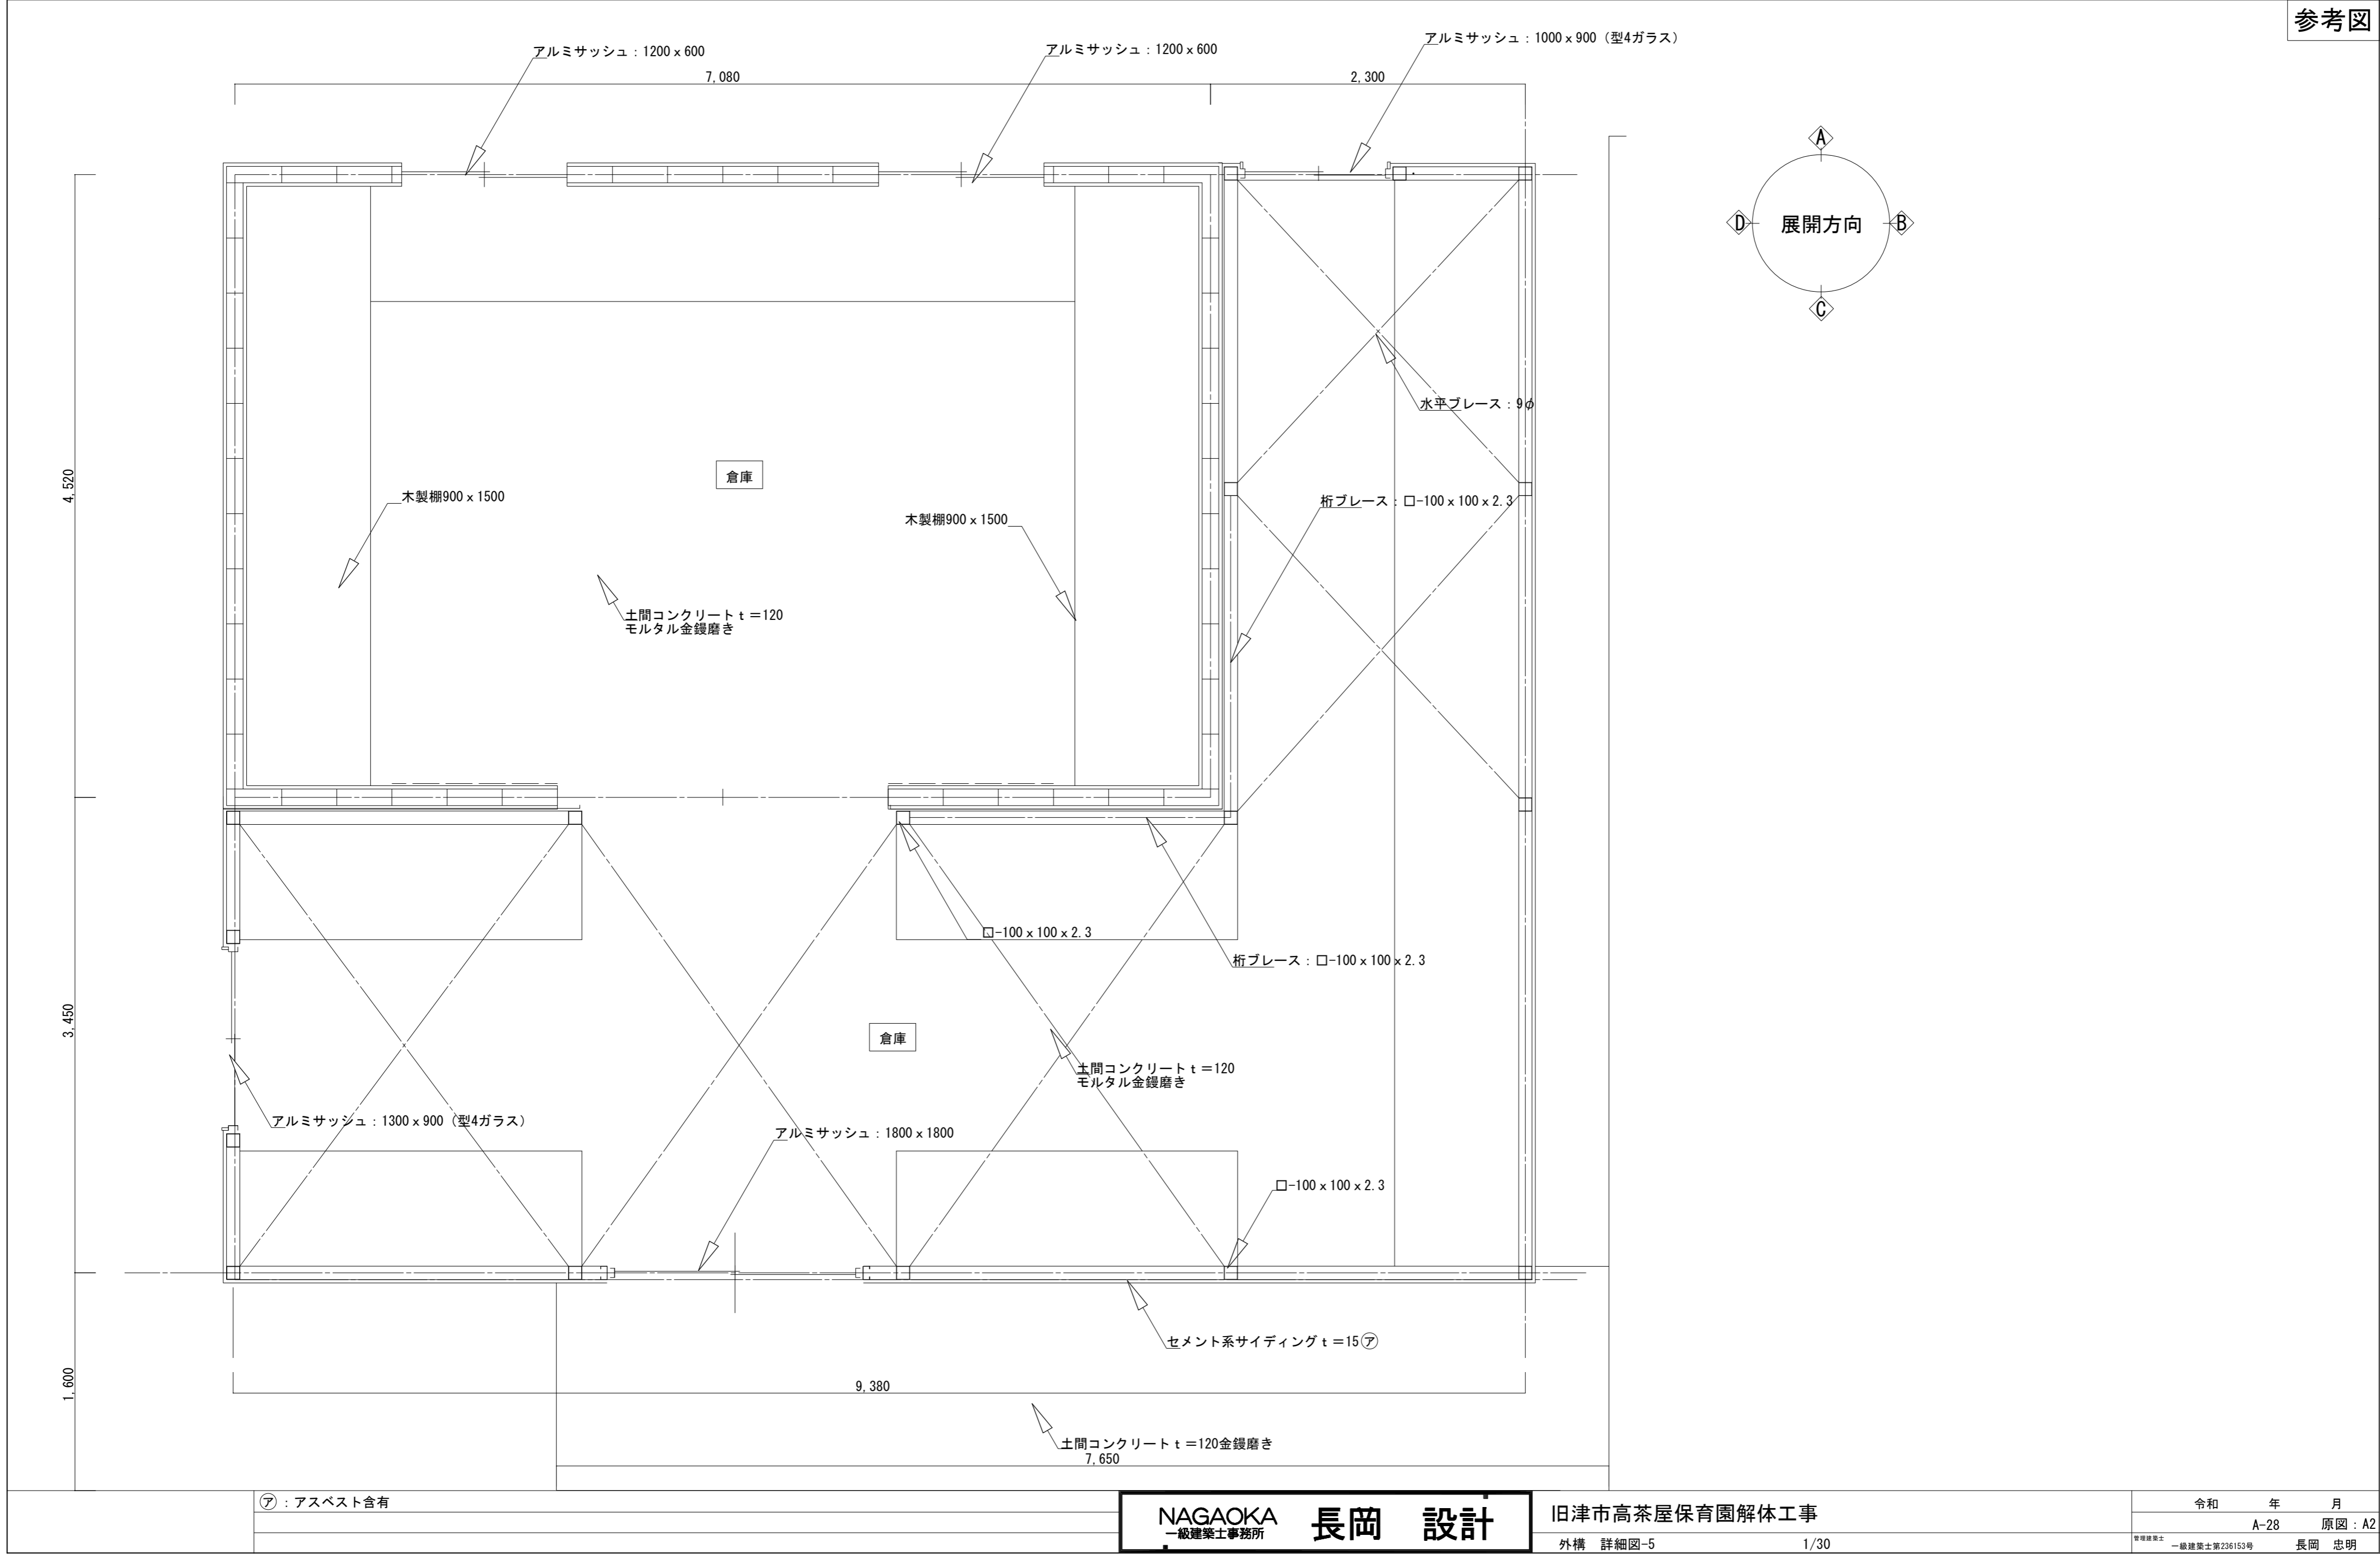 参考図
アルミサッシュ：1200ｘ600
アルミサッシュ：1200ｘ600
アルミサッシュ：1000ｘ900（型4ガラス）
7,080
2,300
A
D
展開方向
B
C
水平ブレース：9φ
4,520
倉庫
木製棚900ｘ1500
木製棚900ｘ1500
桁ブレース：□-100ｘ100ｘ2.3
土間コンクリートｔ＝120
モルタル金鏝磨き
□-100ｘ100ｘ2.3
桁ブレース：□-100ｘ100ｘ2.3
3,450
倉庫
土間コンクリートｔ＝120
モルタル金鏝磨き
アルミサッシュ：1300ｘ900（型4ガラス）
アルミサッシュ：1800ｘ1800
□-100ｘ100ｘ2.3
セメント系サイディングｔ＝15㋐
1,600
9,380
土間コンクリートｔ＝120金鏝磨き
7,650
㋐：アスベスト含有
NAGAOKA
一級建築士事務所
長岡　設計
旧津市高茶屋保育園解体工事
外構　詳細図-5　1/30
令和　年　月
A-28　原図：A2
管理建築士　一級建築士第236153号　長岡　忠明